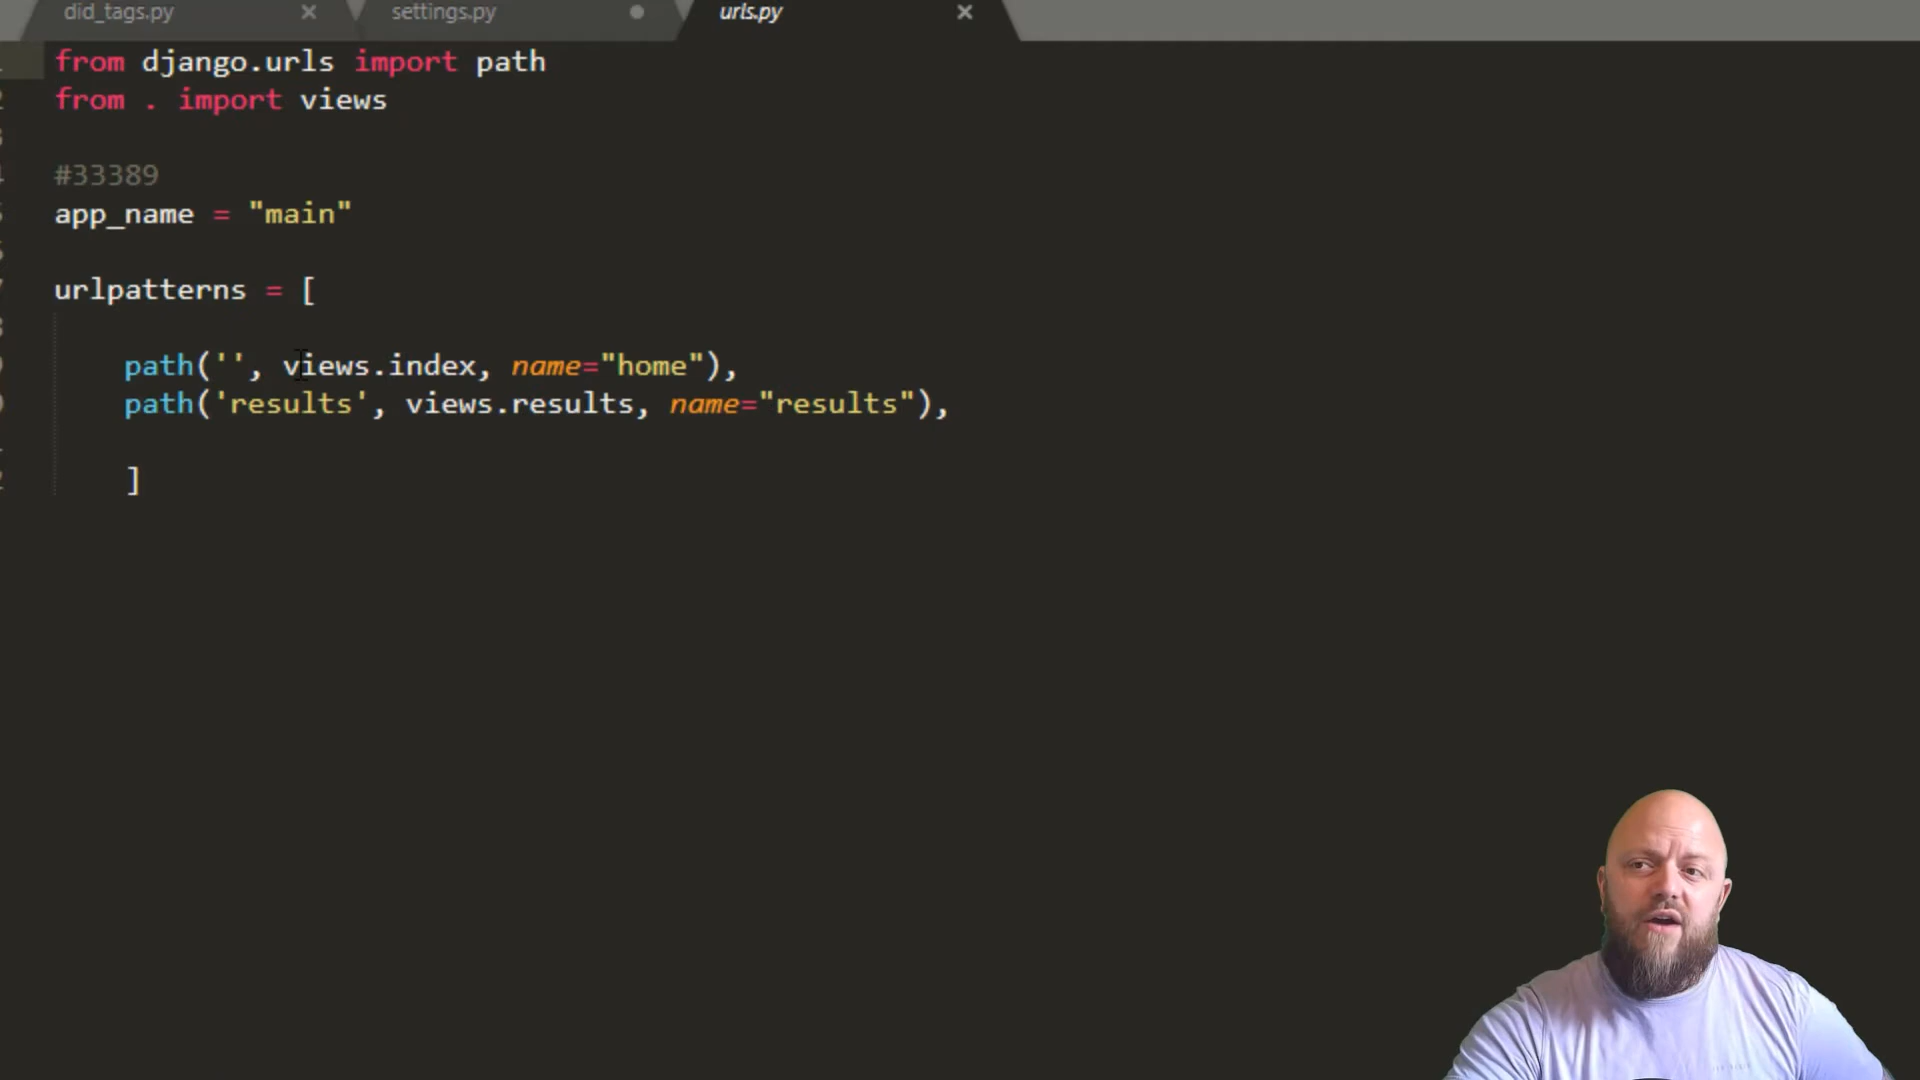 did_tags.py × settings.py urls.py ×
from django.urls import path
from . import views
#33389
app_name = "main"
urlpatterns = [
path('', views.index, name="home"),
path('results', views.results, name="results"),
]